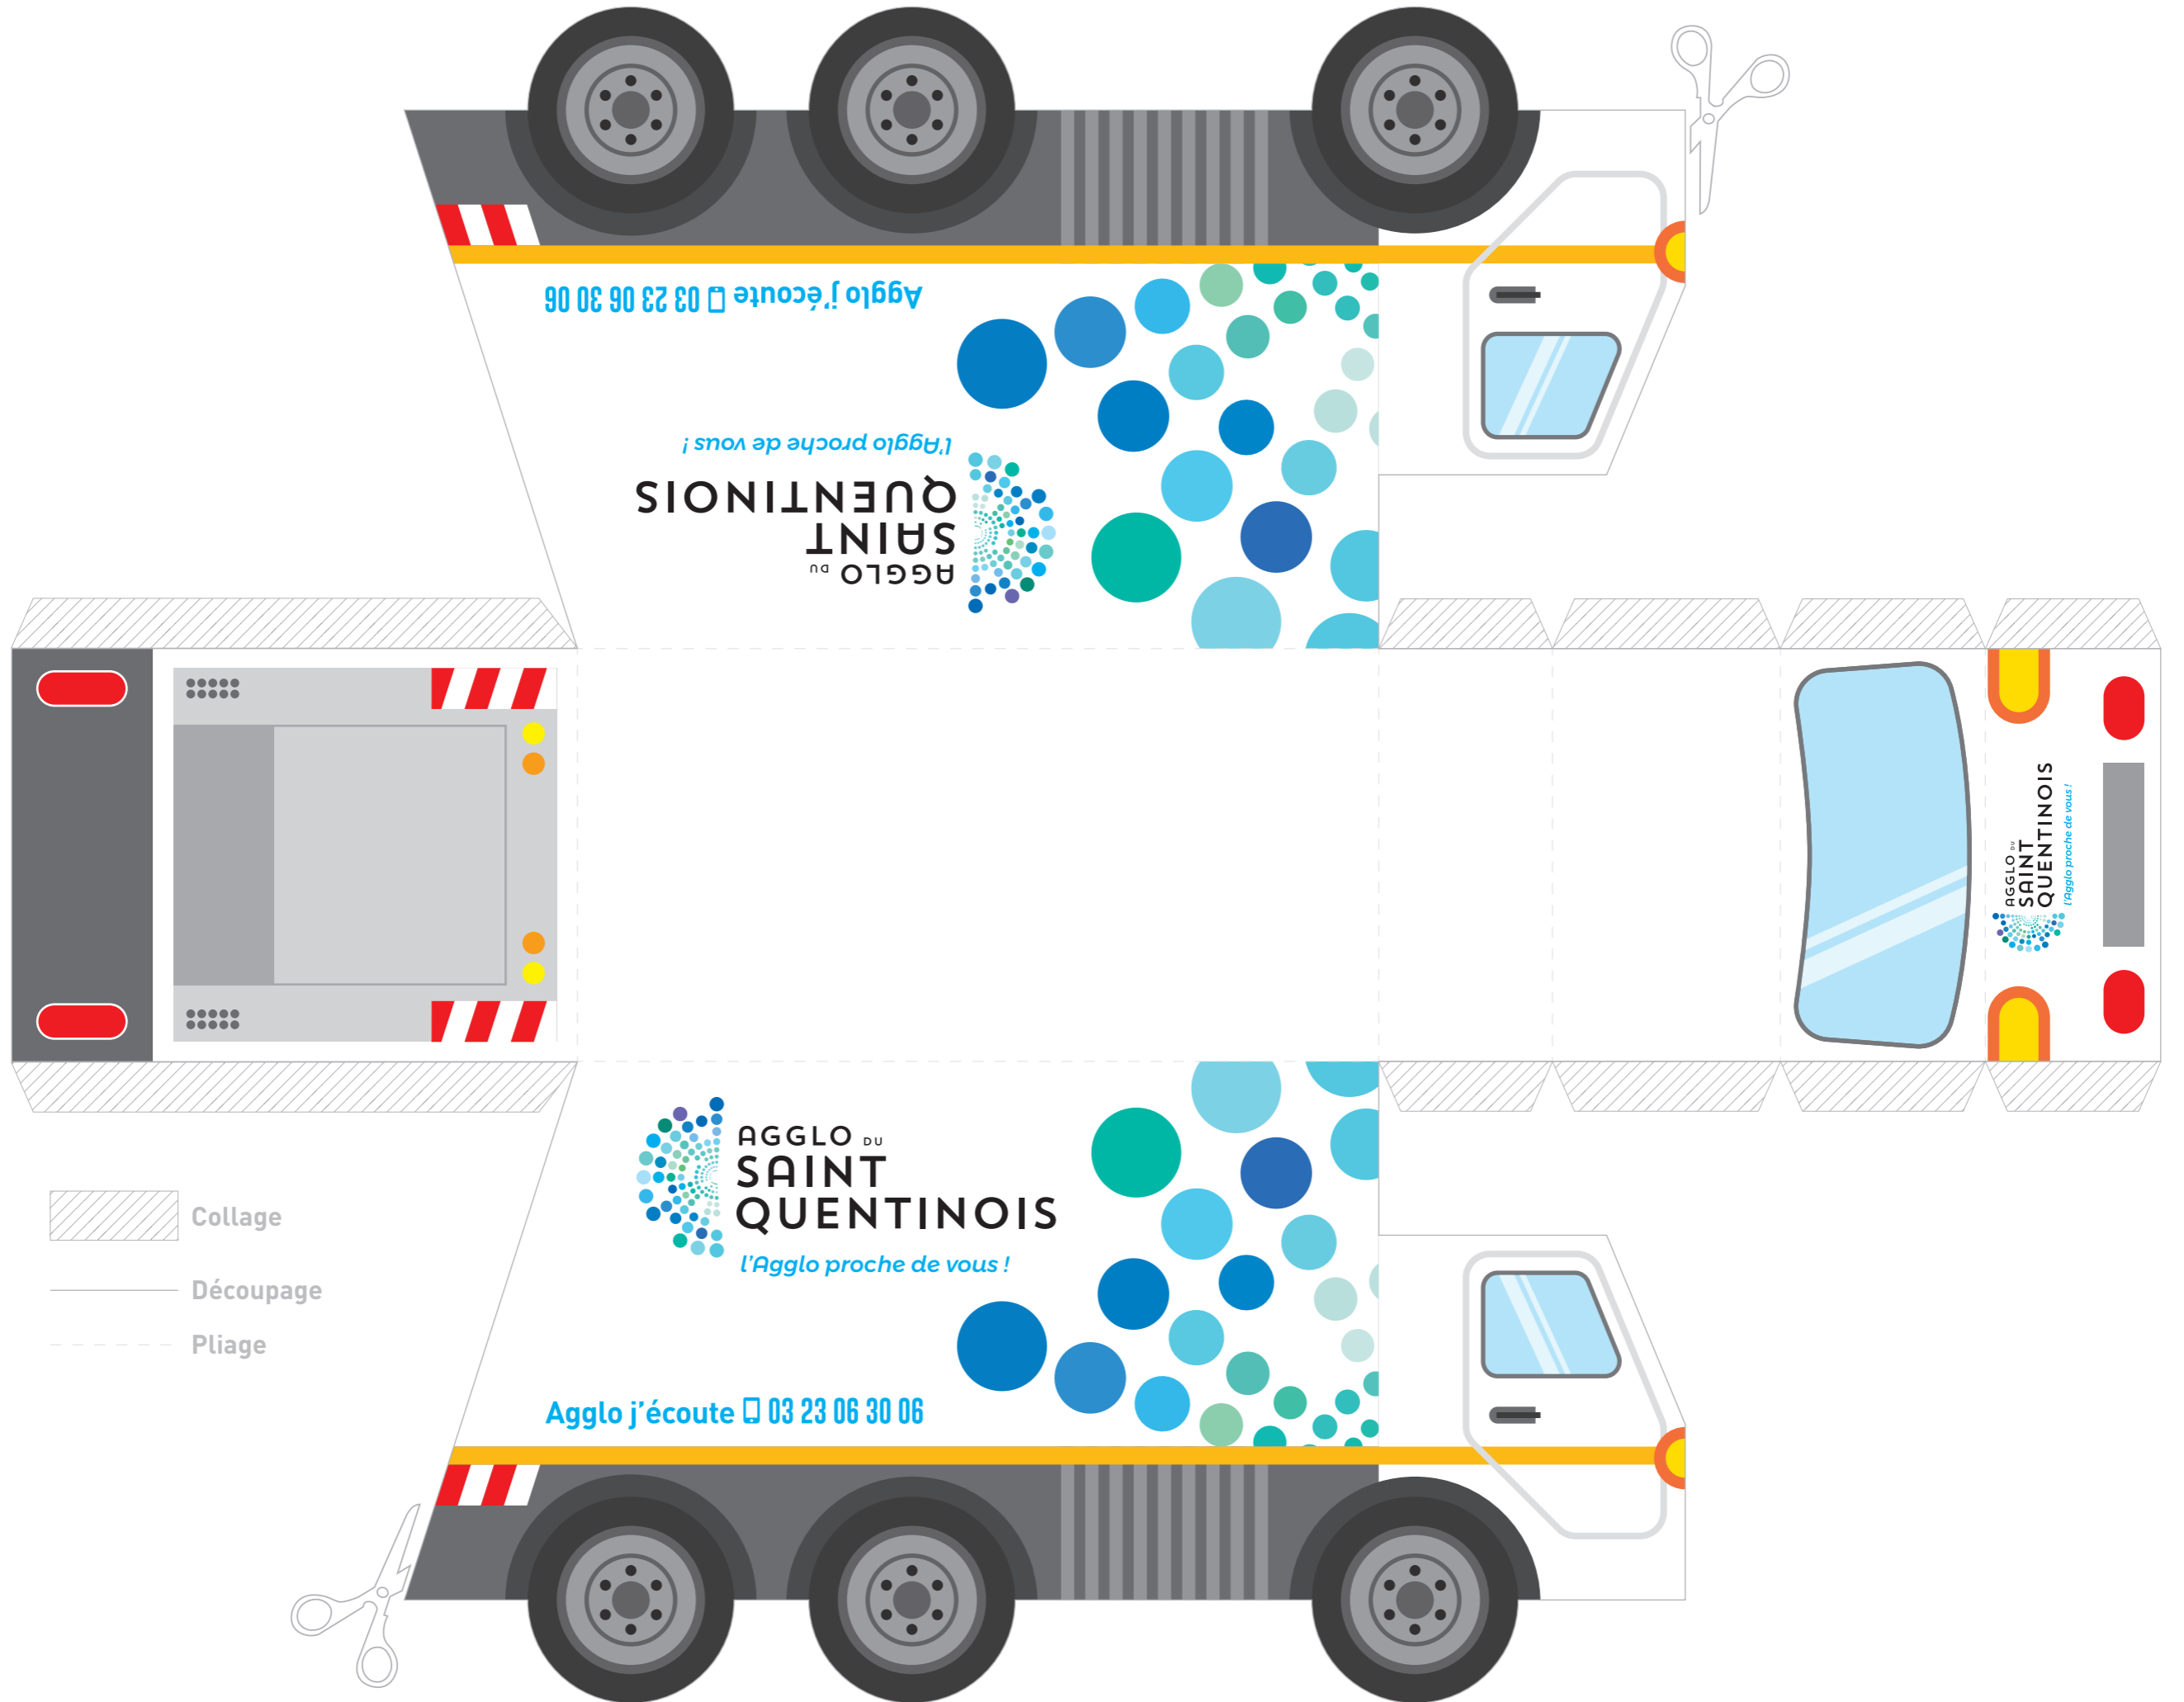 Agglo j'écoute 03 23 06 30 06
l'Agglo proche de vous !
AGGLO DU
SAINT
QUENTINOIS
AGGLO DU
SAINT
QUENTINOIS
l'Agglo proche de vous !
AGGLO DU
SAINT
QUENTINOIS
l'Agglo proche de vous !
Agglo j'écoute 03 23 06 30 06
Collage
Découpage
Pliage